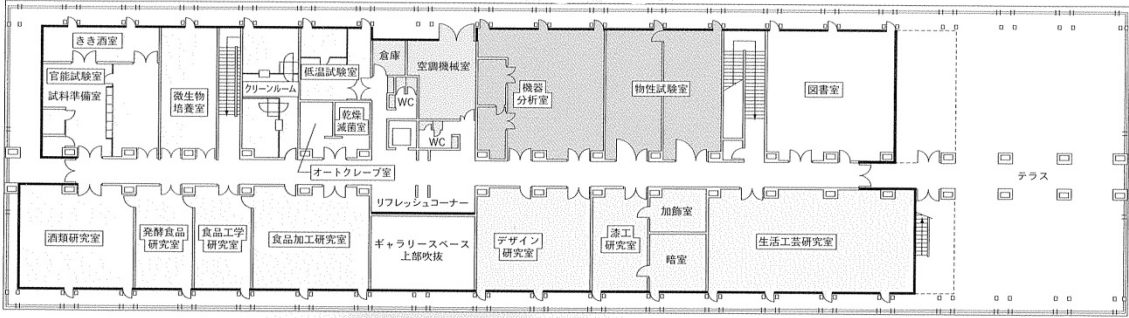 きき酒室
官能試験室
試料準備室
微生物
培養室
クリーンルーム
低温試験室
乾燥
滅菌室
オートクレーブ室
倉庫
WC
空調機械室
WC
機器
分析室
物性試験室
図書室
テラス
リフレッシュコーナー
酒類研究室
発酵食品
研究室
食品工学
研究室
食品加工研究室
ギャラリースペース
上部吹抜
デザイン
研究室
漆工
研究室
加飾室
暗室
生活工芸研究室